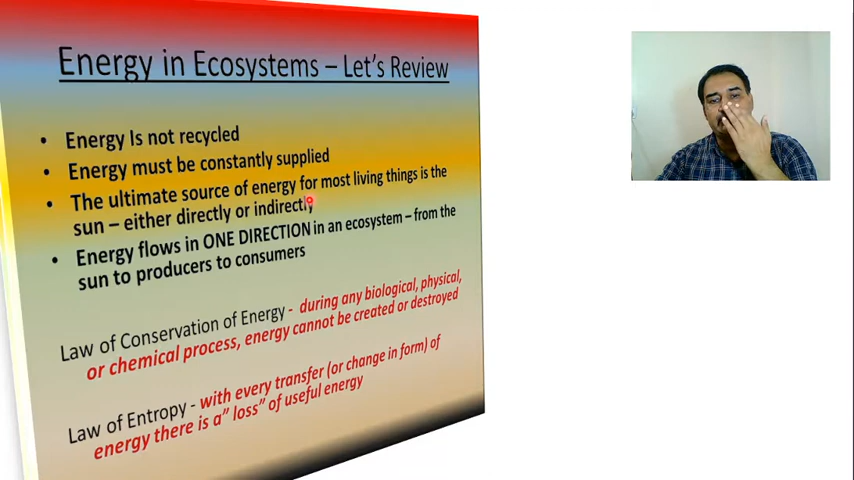 Energy in Ecosystems – Let's Review
• Energy Is not recycled
• Energy must be constantly supplied
• The ultimate source of energy for most living things is the
sun – either directly or indirectly
• Energy flows in ONE DIRECTION in an ecosystem – from the
sun to producers to consumers
Law of Conservation of Energy - during any biological, physical,
or chemical process, energy cannot be created or destroyed
Law of Entropy - with every transfer (or change in form) of
energy there is a" loss" of useful energy